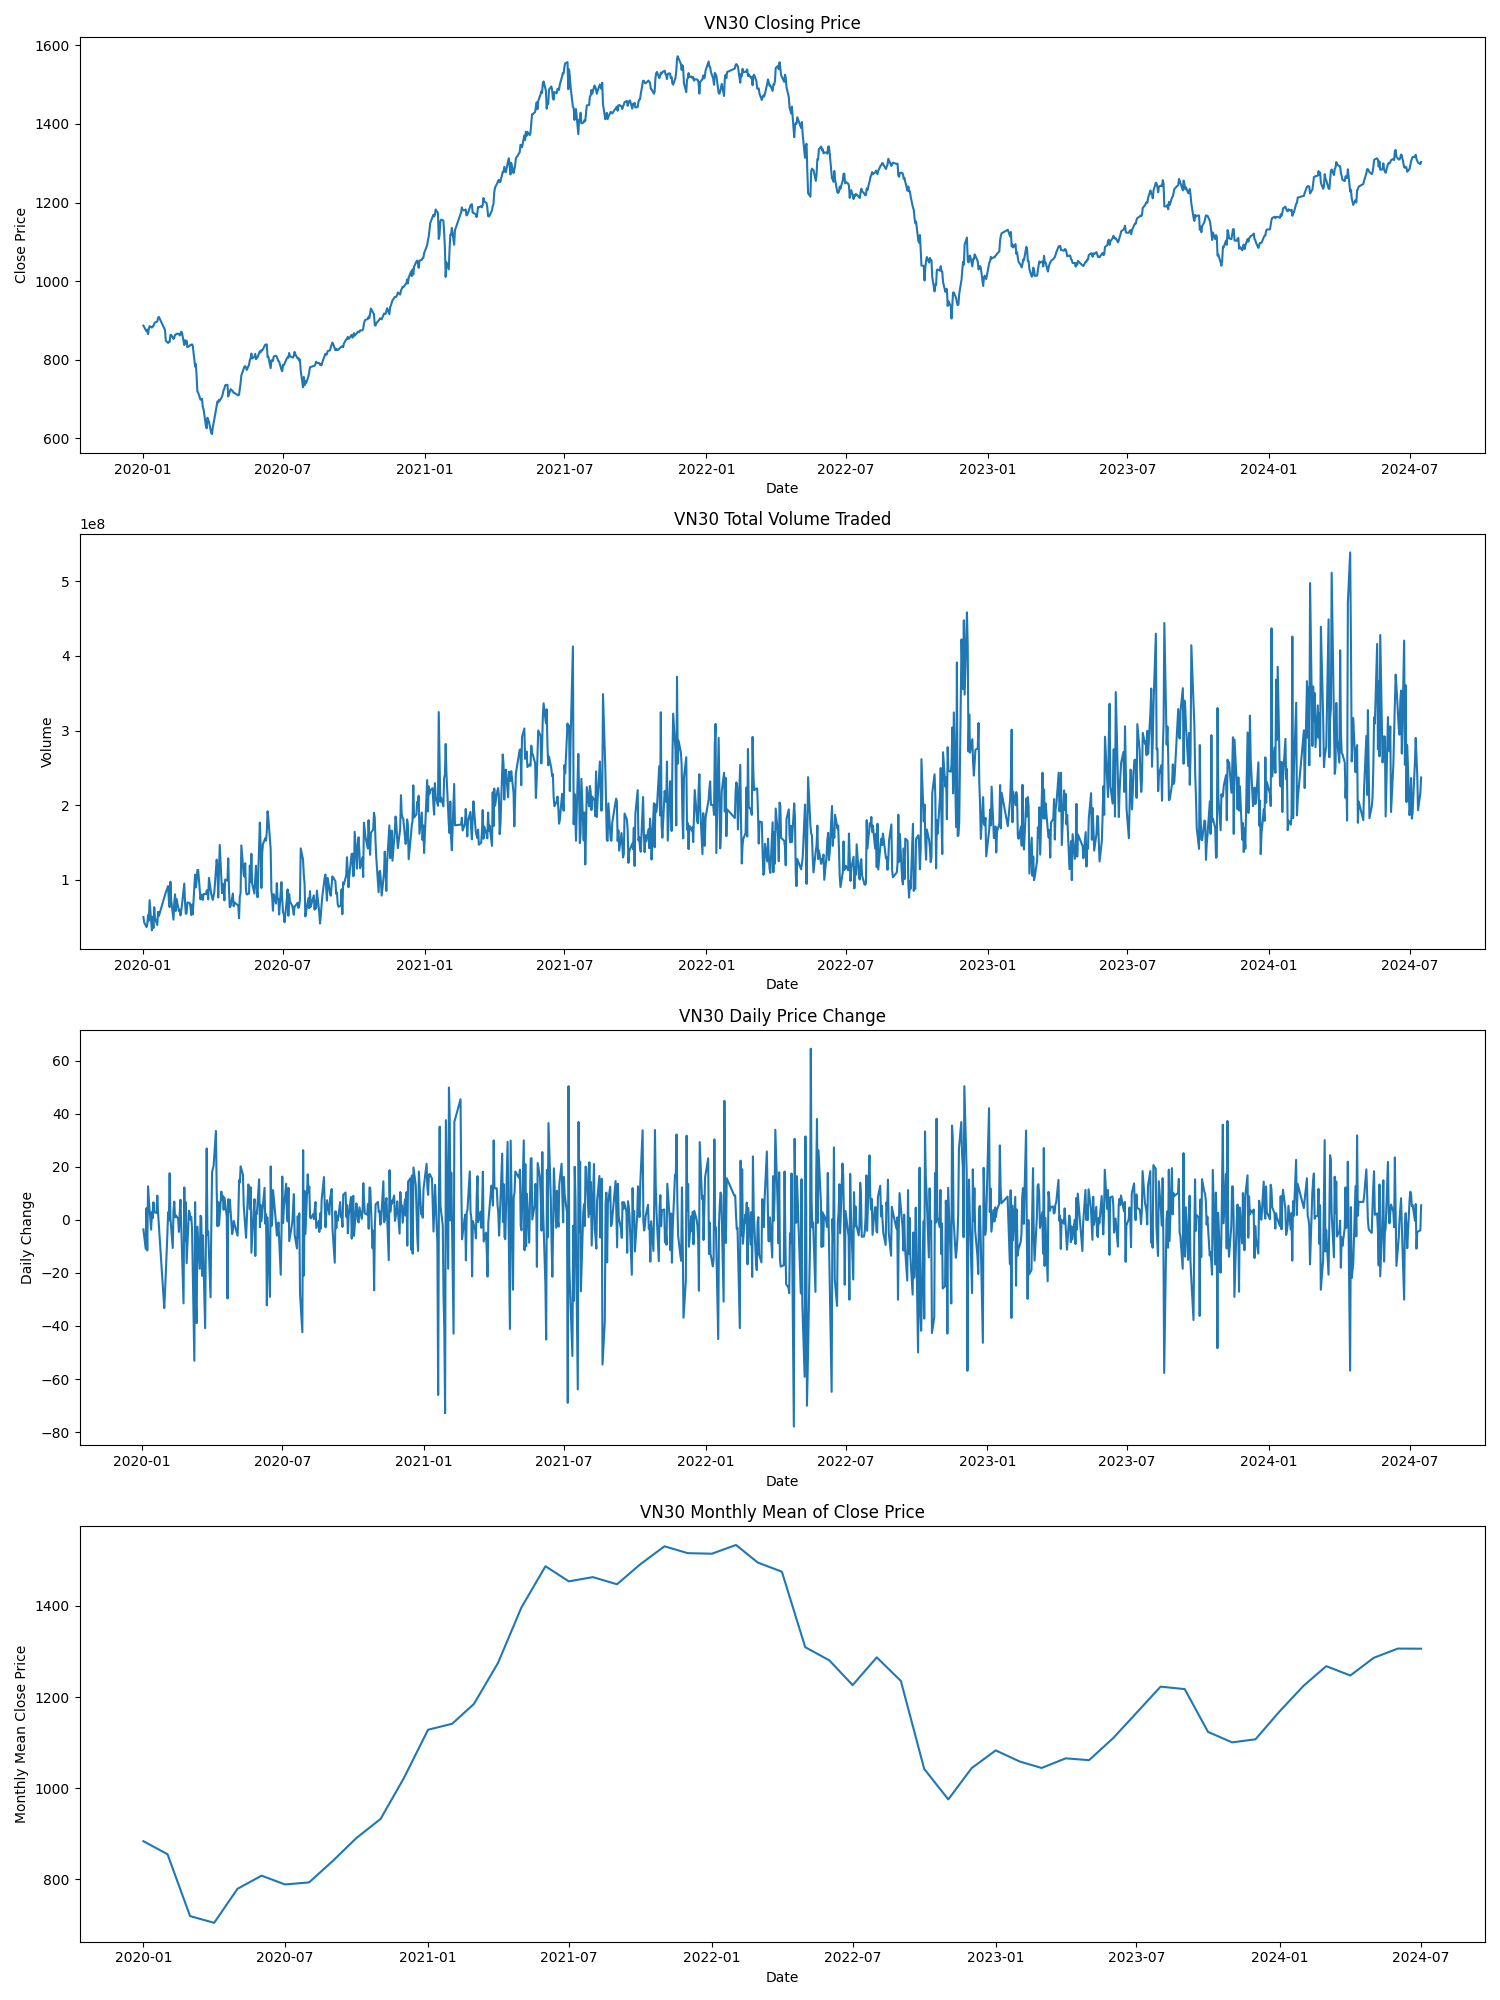 VN30 Closing Price
Close Price
1600
1400
1200
1000
800
600
2020-01 2020-07 2021-01 2021-07 2022-01 2022-07 2023-01 2023-07 2024-01 2024-07
Date
VN30 Total Volume Traded
1e8
Volume
5
4
3
2
1
2020-01 2020-07 2021-01 2021-07 2022-01 2022-07 2023-01 2023-07 2024-01 2024-07
Date
VN30 Daily Price Change
Daily Change
60
40
20
0
−20
−40
−60
−80
2020-01 2020-07 2021-01 2021-07 2022-01 2022-07 2023-01 2023-07 2024-01 2024-07
Date
VN30 Monthly Mean of Close Price
Monthly Mean Close Price
1400
1200
1000
800
2020-01 2020-07 2021-01 2021-07 2022-01 2022-07 2023-01 2023-07 2024-01 2024-07
Date